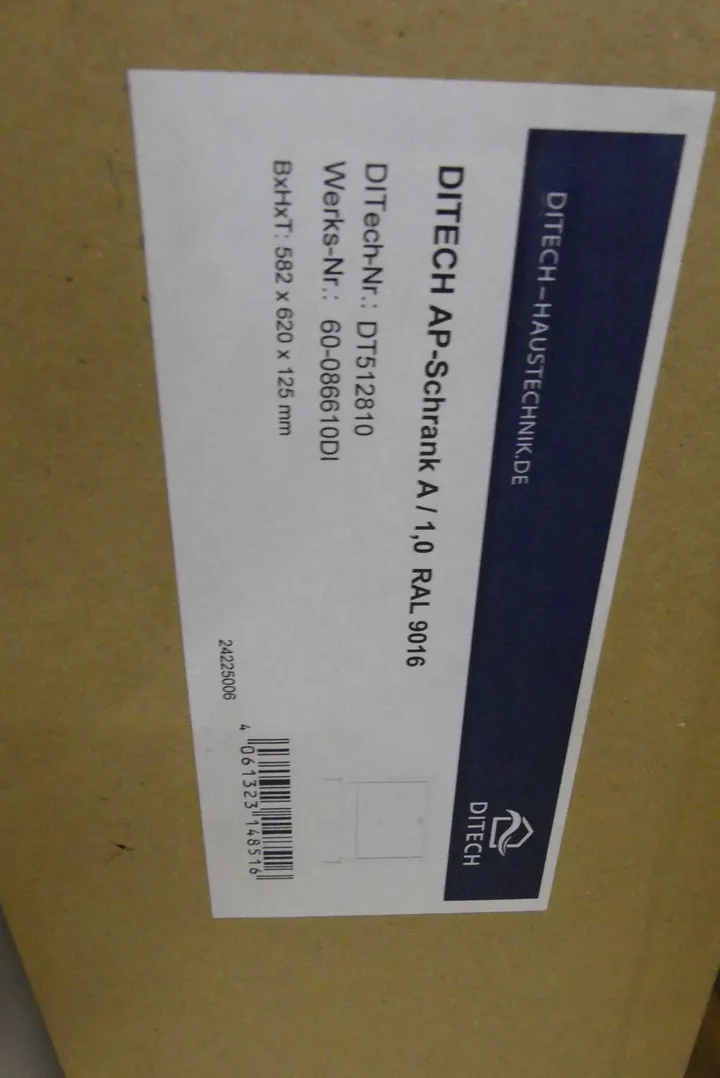 DITECH–HAUSTECHNIK.DE
DITECH
DITECH AP-Schrank A / 1,0 RAL 9016
DITech-Nr.: DT512810
Werks-Nr.: 60-086610DI
BxHxT: 582 x 620 x 125 mm
24225006
4 061323 148516